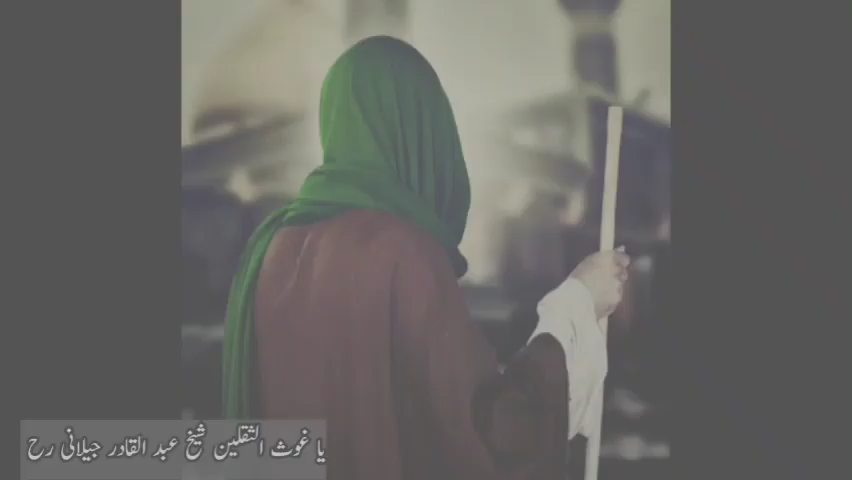 یا غوث الثقلین شیخ عبد القادر جیلانی رح